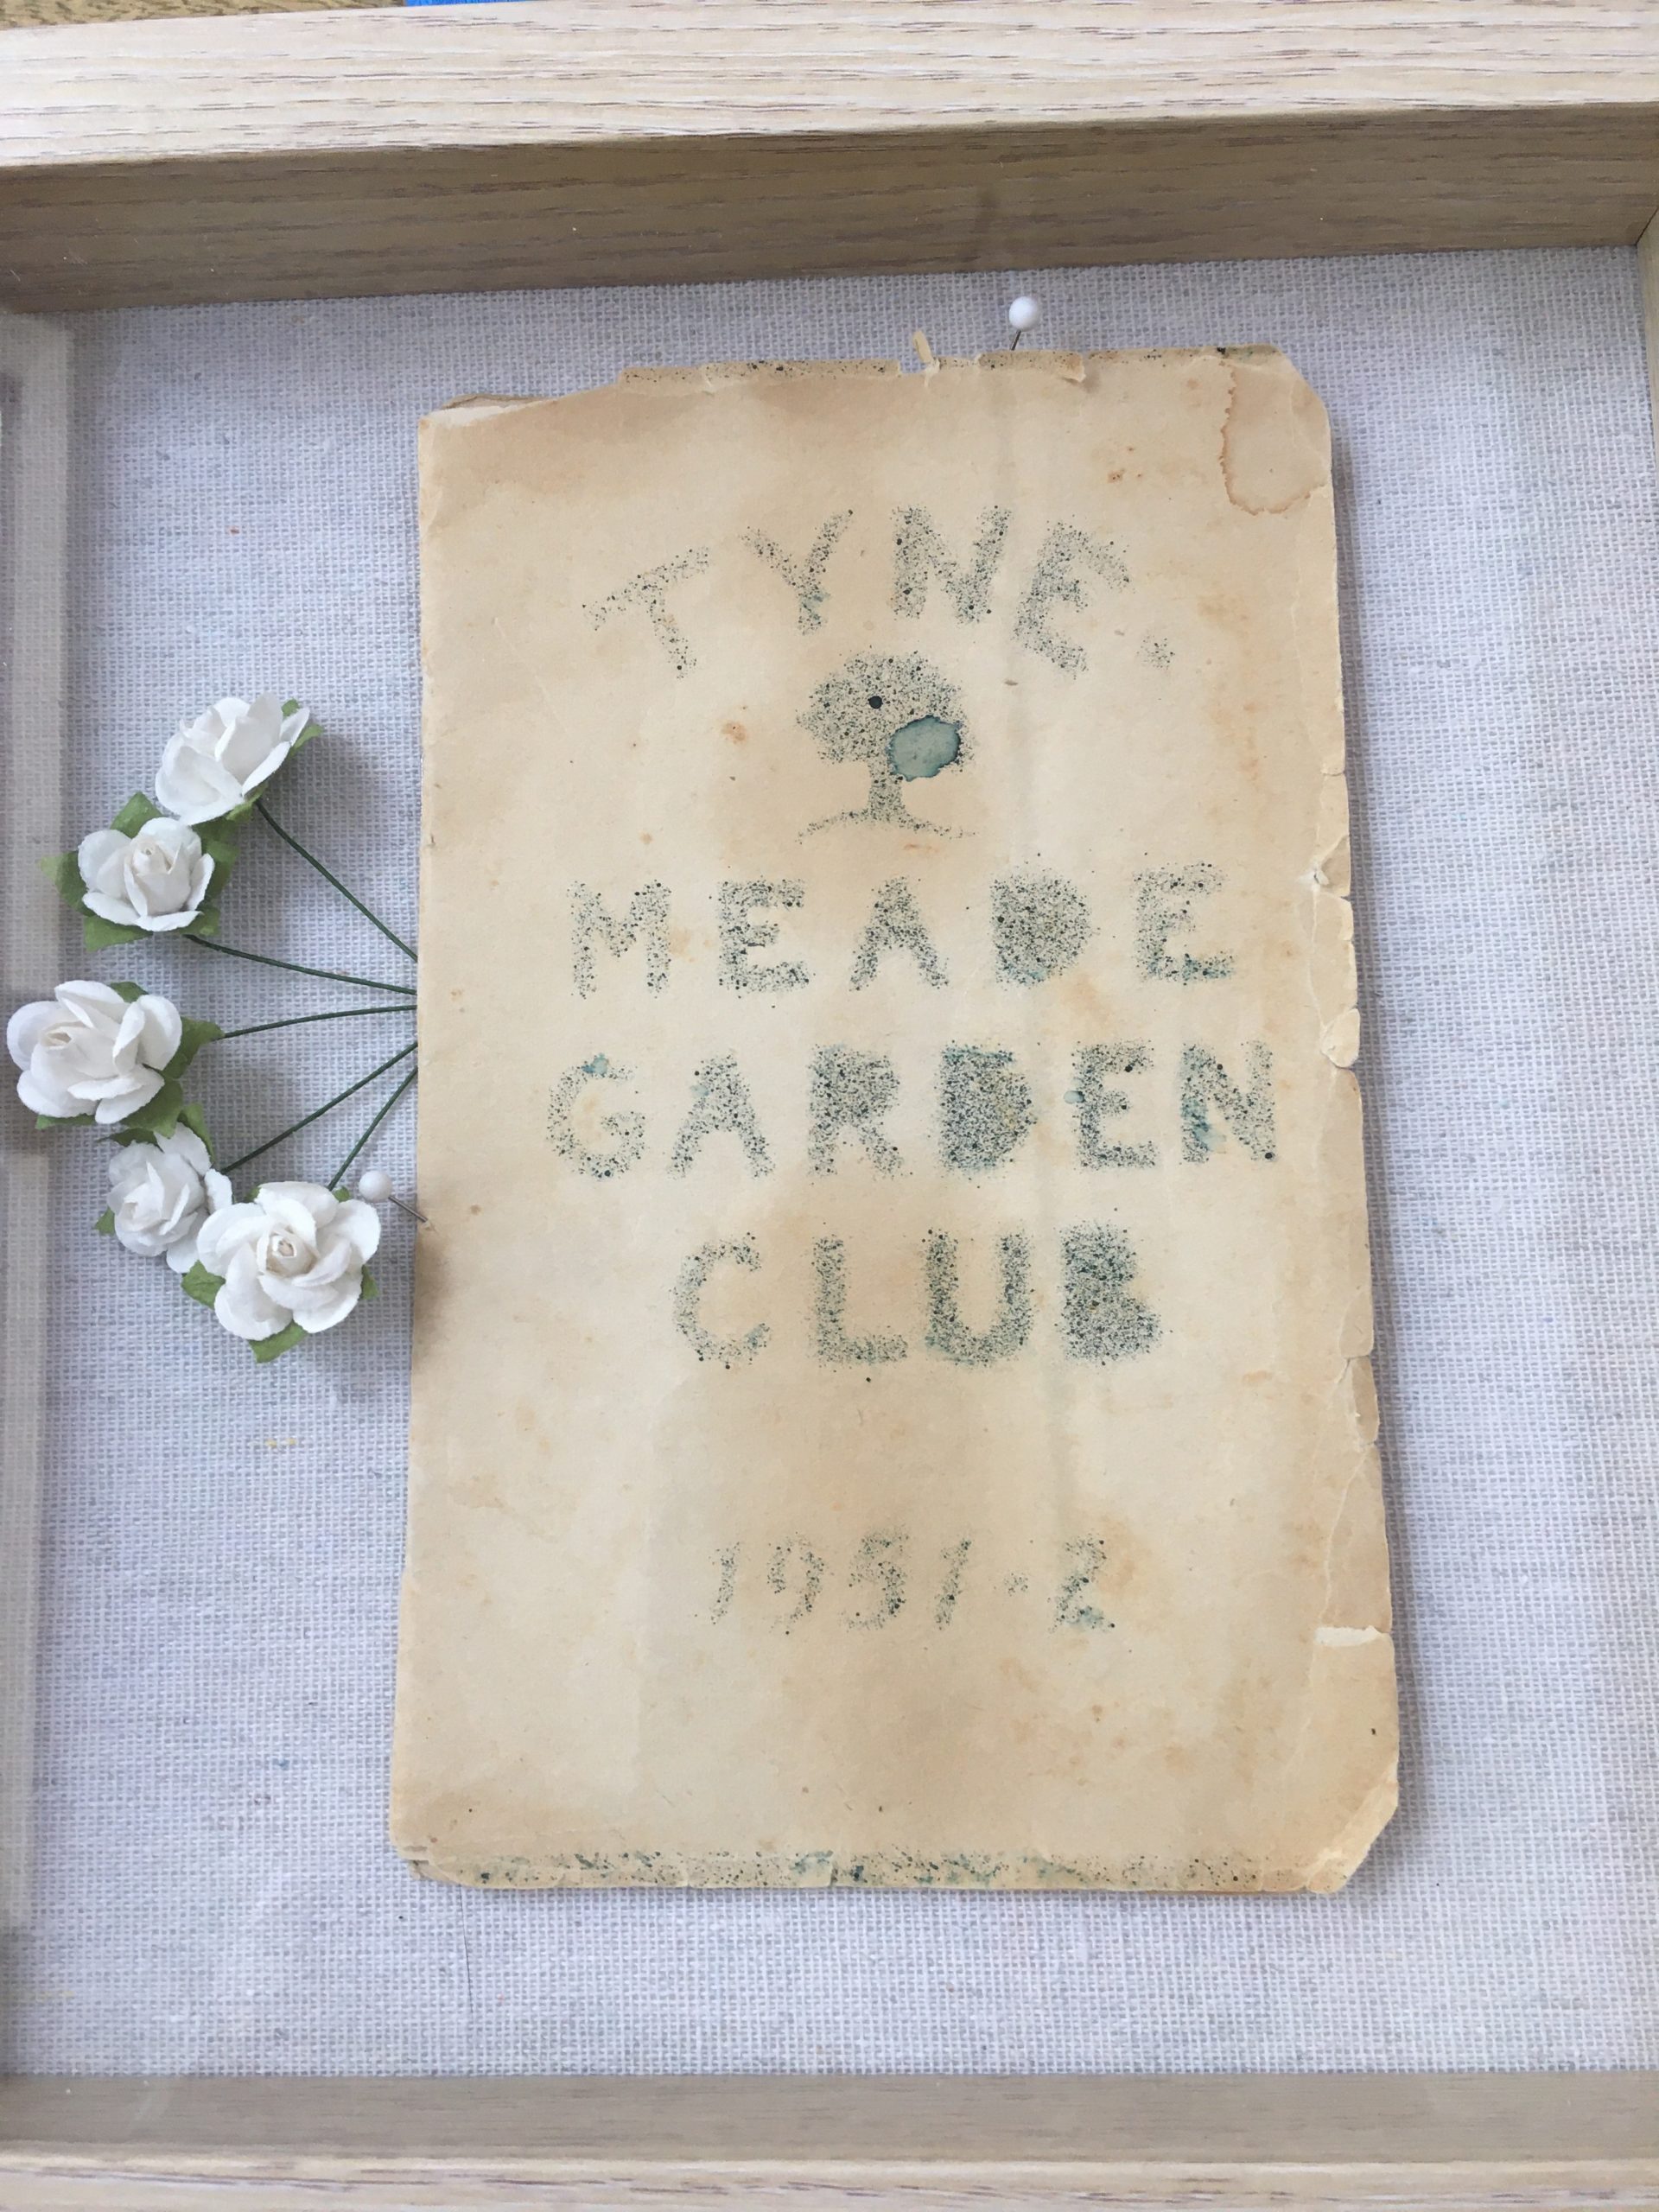 TYNE.
MEADE
GARDEN
CLUB
1951-2